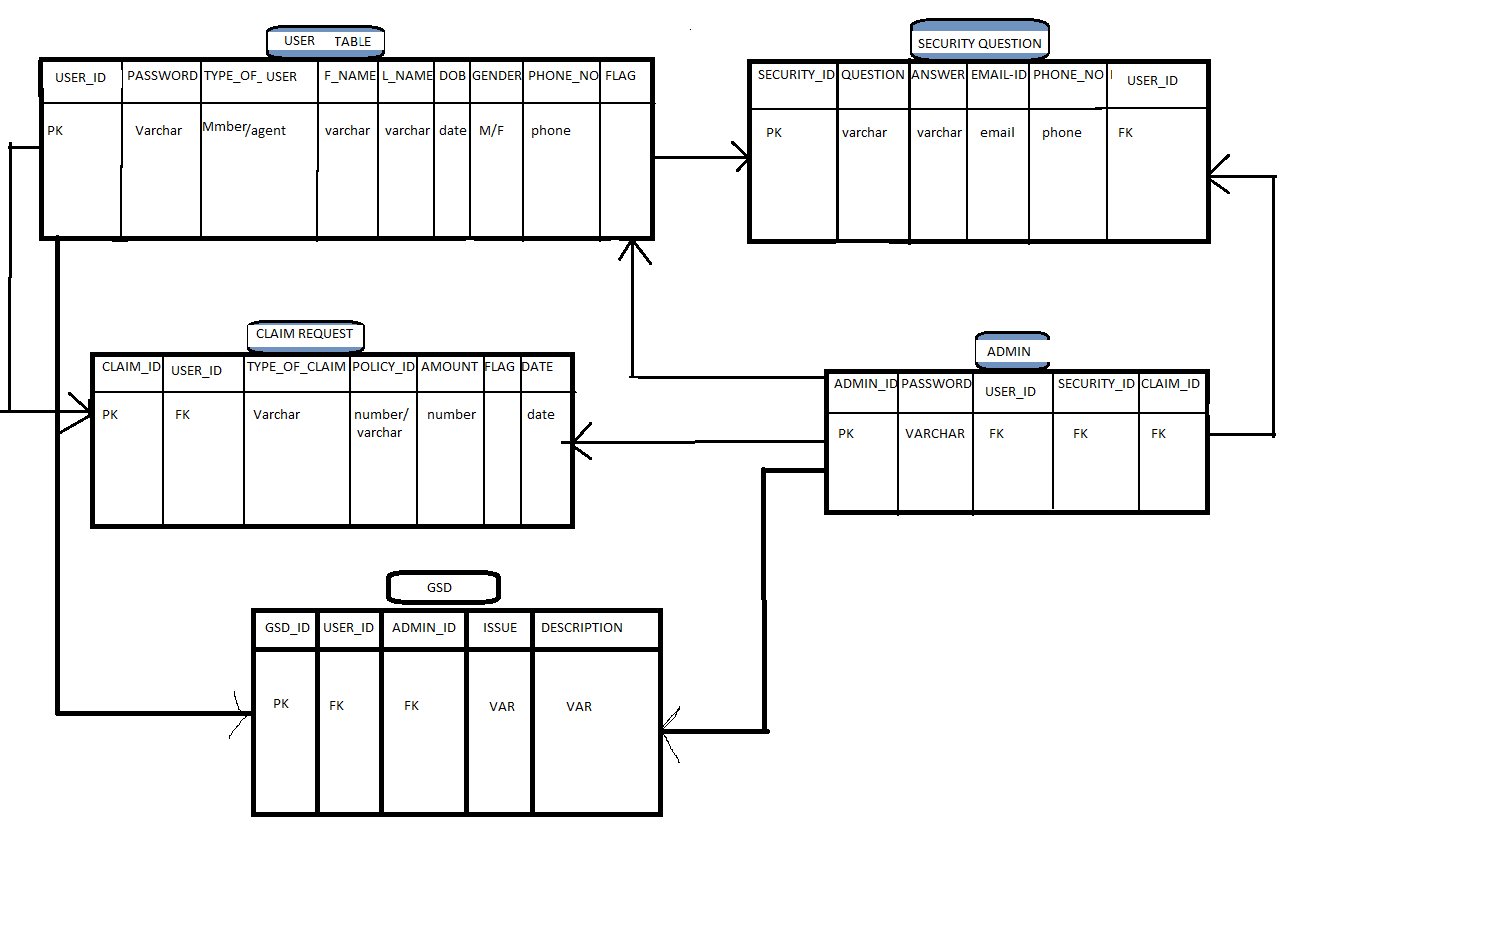 USER TABLE
USER_ID PASSWORD TYPE_OF_ USER F_NAME L_NAME DOB GENDER PHONE_NO FLAG
PK Varchar Mmber/agent varchar varchar date M/F phone
SECURITY QUESTION
SECURITY_ID QUESTION ANSWER EMAIL-ID PHONE_NO USER_ID
PK varchar varchar email phone FK
CLAIM REQUEST
CLAIM_ID USER_ID TYPE_OF_CLAIM POLICY_ID AMOUNT FLAG DATE
PK FK Varchar number/ number date
varchar
ADMIN
ADMIN_ID PASSWORD USER_ID SECURITY_ID CLAIM_ID
PK VARCHAR FK FK FK
GSD
GSD_ID USER_ID ADMIN_ID ISSUE DESCRIPTION
PK FK FK VAR VAR